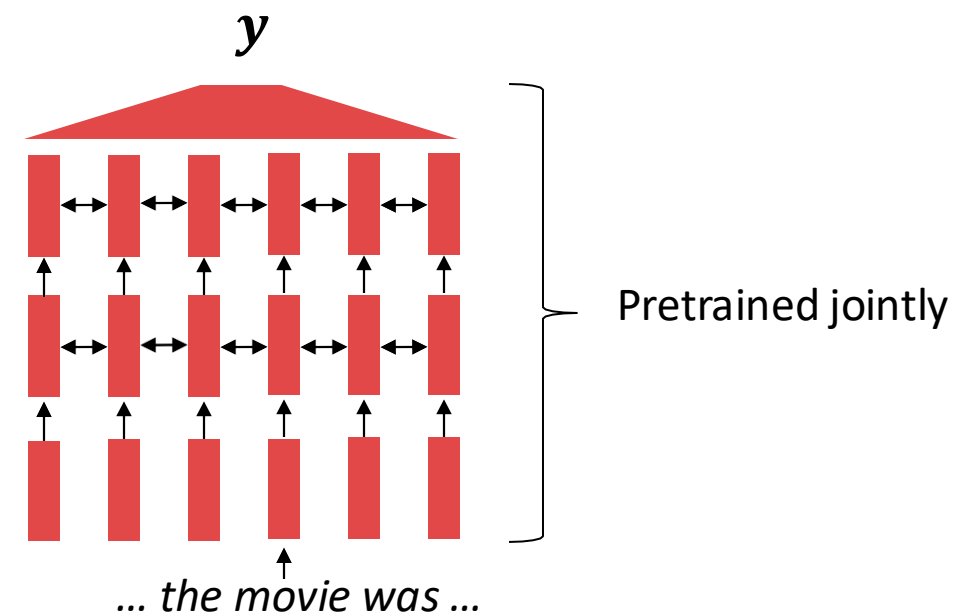 y
Pretrained jointly
… the movie was …